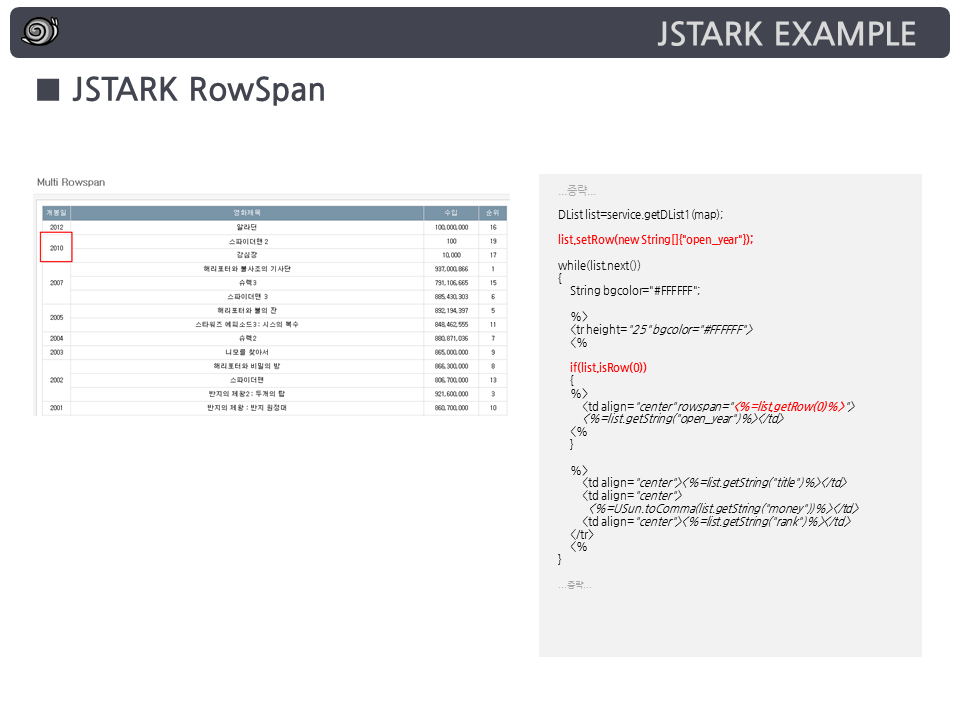 JSTARK EXAMPLE
■ JSTARK RowSpan
Multi Rowspan
개봉일 영화제목 수입 순위
2012 알라딘 100,000,000 16
2010 스파이더맨 2 100 19
강심장 10,000 17
2007 해리포터와 불사조의 기사단 937,000,866 1
슈렉3 791,106,665 15
스파이더맨 3 885,430,303 6
2005 해리포터와 불의 잔 892,194,397 5
스타워즈 에피소드3 : 시스의 복수 848,462,555 11
2004 슈렉2 880,871,036 7
2003 니모를 찾아서 865,000,000 9
2002 해리포터와 비밀의 방 866,300,000 8
스파이더맨 806,700,000 13
반지의 제왕2 : 두개의 탑 921,600,000 3
2001 반지의 제왕 : 반지 원정대 860,700,000 10
...중략...
DList list=service.getDList1(map);
list.setRow(new String[]{"open_year"});
while(list.next())
{
String bgcolor="#FFFFFF";
%>
<tr height="25" bgcolor="#FFFFFF">
<%
if(list.isRow(0))
{
%>
<td align="center" rowspan="<%=list.getRow(0)%>">
<%=list.getString("open_year")%></td>
<%
}
%>
<td align="center"><%=list.getString("title")%></td>
<td align="center">
<%=USun.toComma(list.getString("money"))%></td>
<td align="center"><%=list.getString("rank")%></td>
</tr>
<%
}
...중략...